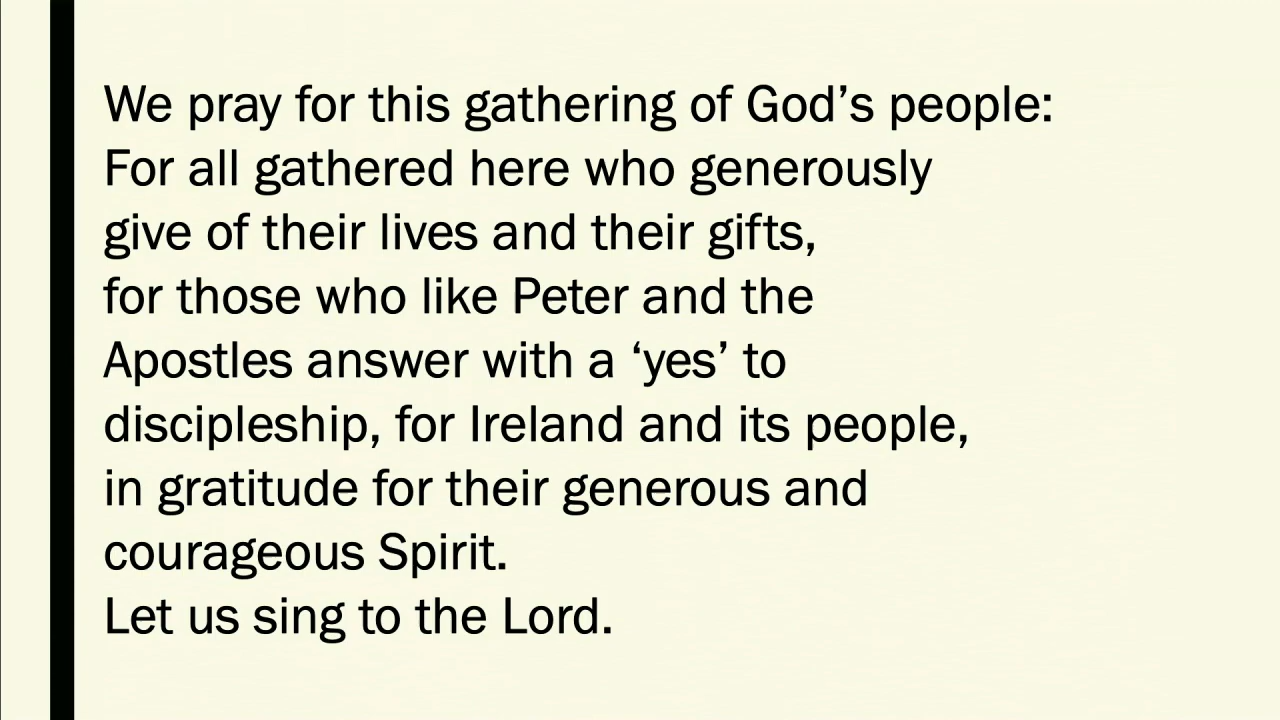 We pray for this gathering of God’s people:
For all gathered here who generously
give of their lives and their gifts,
for those who like Peter and the
Apostles answer with a ‘yes’ to
discipleship, for Ireland and its people,
in gratitude for their generous and
courageous Spirit.
Let us sing to the Lord.